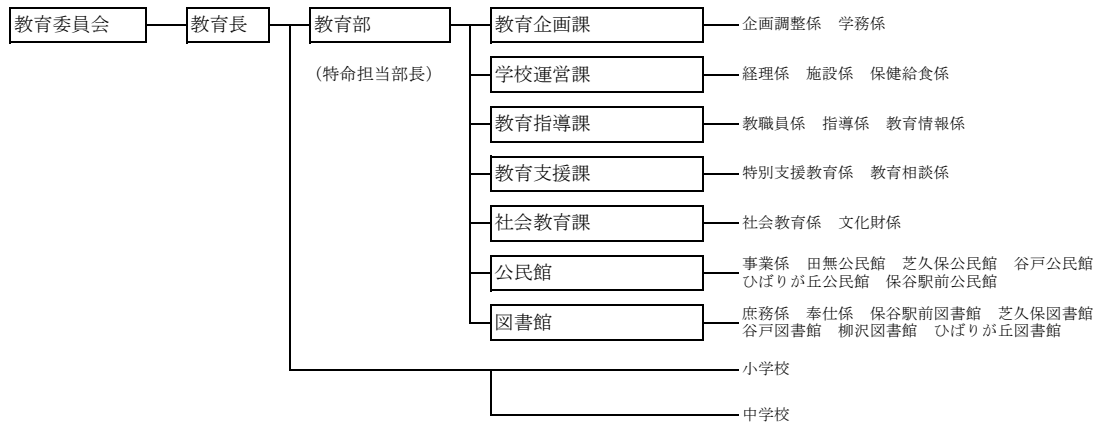 教育委員会 教育長 教育部 教育企画課 企画調整係 学務係
(特命担当部長) 学校運営課 経理係 施設係 保健給食係
教育指導課 教職員係 指導係 教育情報係
教育支援課 特別支援教育係 教育相談係
社会教育課 社会教育係 文化財係
公民館 事業係 田無公民館 芝久保公民館 谷戸公民館
ひばりが丘公民館 保谷駅前公民館
図書館 庶務係 奉仕係 保谷駅前図書館 芝久保図書館
谷戸図書館 柳沢図書館 ひばりが丘図書館
小学校
中学校